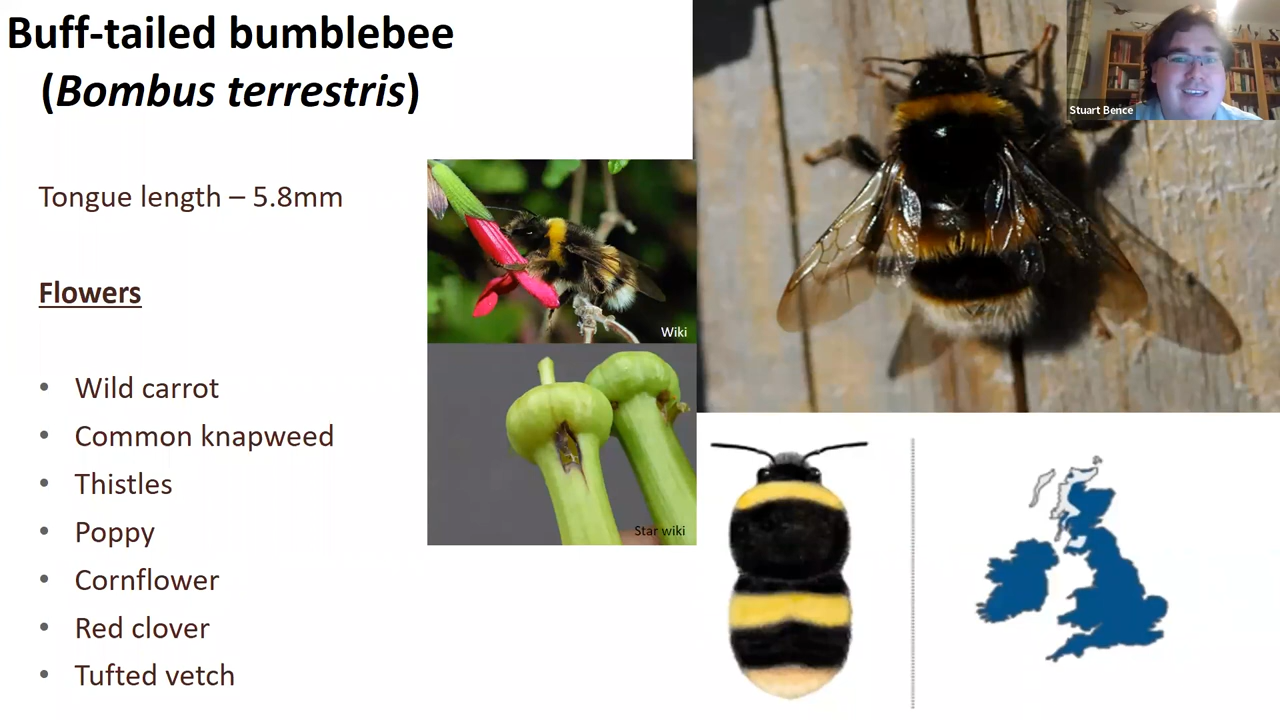 Buff-tailed bumblebee
(Bombus terrestris)
Stuart Bence
Tongue length – 5.8mm
Flowers
• Wild carrot
• Common knapweed
• Thistles
• Poppy
• Cornflower
• Red clover
• Tufted vetch
Wiki
Star wiki